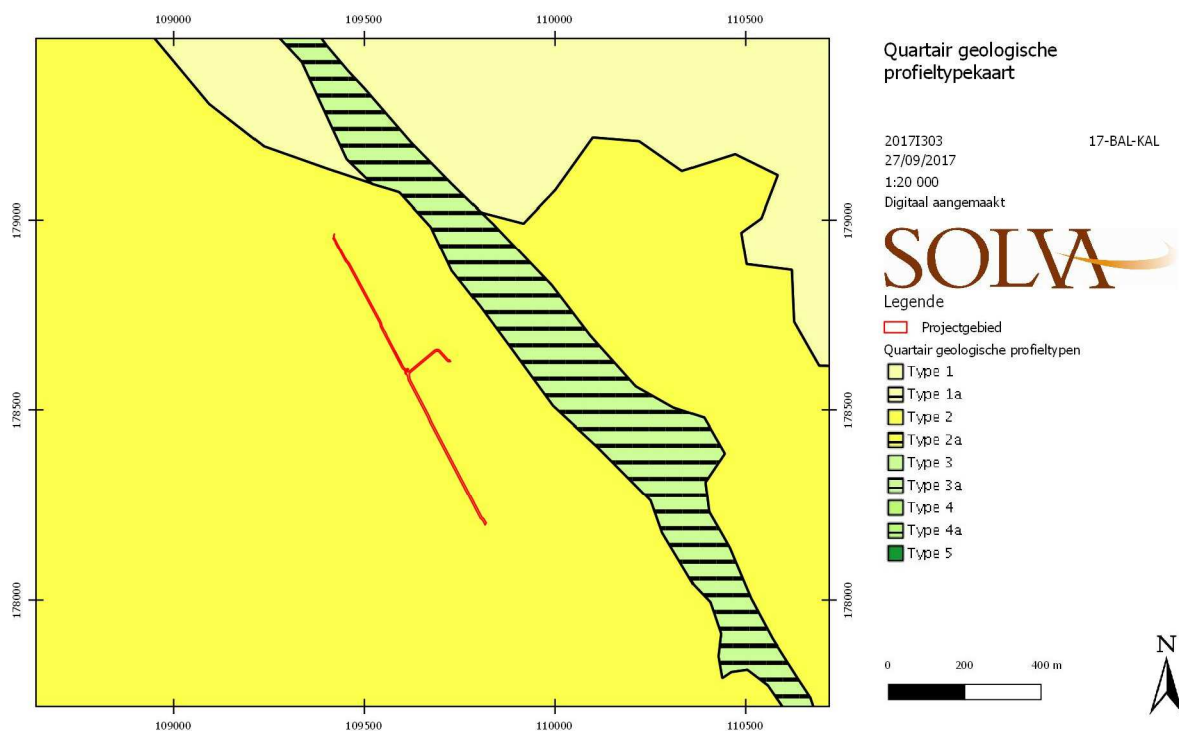 109000 109500 110000 110500
179000 179000
178500 178500
178000 178000
109000 109500 110000 110500
Quartair geologische
profieltypekaart
2017I303 17-BAL-KAL
27/09/2017
1:20 000
Digitaal aangemaakt
SOLVA
Legende
Projectgebied
Quartair geologische profieltypen
Type 1
Type 1a
Type 2
Type 2a
Type 3
Type 3a
Type 4
Type 4a
Type 5
N
0 200 400 m